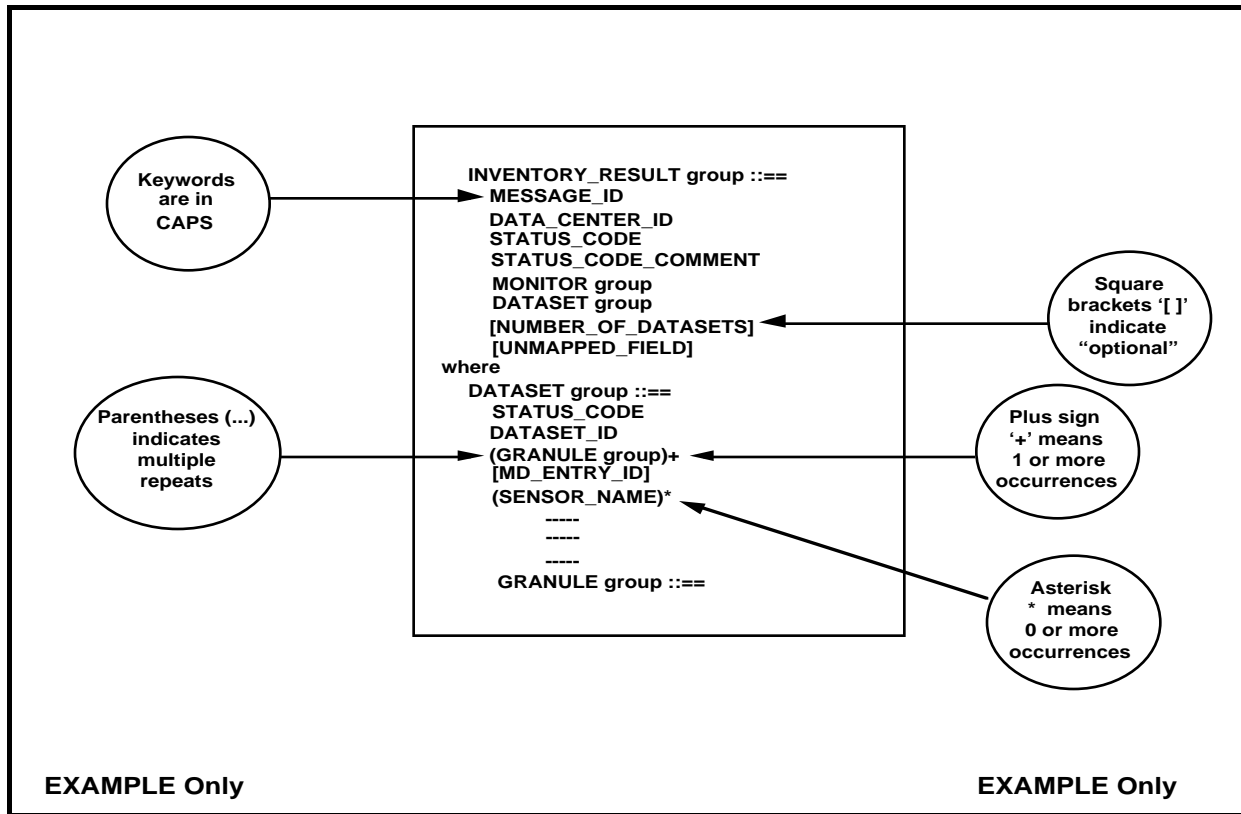 Keywords
are in
CAPS
Parentheses (...)
indicates
multiple
repeats
INVENTORY_RESULT group ::==
MESSAGE_ID
DATA_CENTER_ID
STATUS_CODE
STATUS_CODE_COMMENT
MONITOR group
DATASET group
[NUMBER_OF_DATASETS]
[UNMAPPED_FIELD]
where
DATASET group ::==
STATUS_CODE
DATASET_ID
(GRANULE group)+
[MD_ENTRY_ID]
(SENSOR_NAME)*
-----
-----
-----
GRANULE group ::==
Square
brackets ‘[ ]’
indicate
“optional”
Plus sign
‘+’ means
1 or more
occurrences
Asterisk
* means
0 or more
occurrences
EXAMPLE Only
EXAMPLE Only